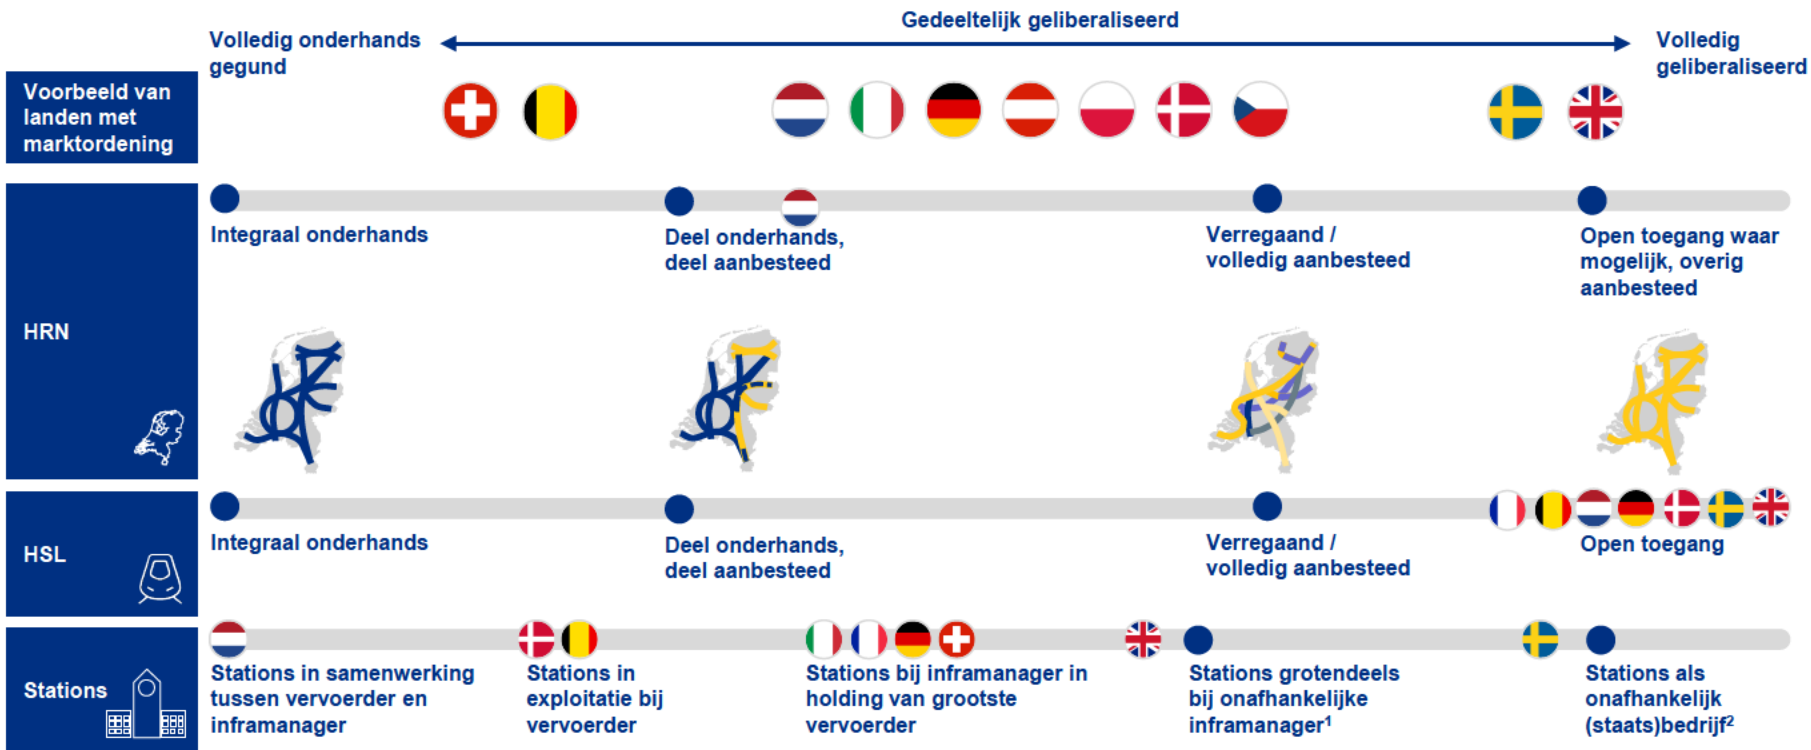 Gedeeltelijk geliberaliseerd
Volledig onderhands
gegund
Volledig
geliberaliseerd
Voorbeeld van
landen met
marktordening
HRN
Integraal onderhands
Deel onderhands,
deel aanbesteed
Verregaand /
volledig aanbesteed
Open toegang waar
mogelijk, overig
aanbesteed
HSL
Integraal onderhands
Deel onderhands,
deel aanbesteed
Verregaand /
volledig aanbesteed
Open toegang
Stations
Stations in samenwerking
tussen vervoerder en
inframanager
Stations in
exploitatie bij
vervoerder
Stations bij inframanager in
holding van grootste
vervoerder
Stations grotendeels
bij onafhankelijke
inframanager¹
Stations als
onafhankelijk
(staats)bedrijf²